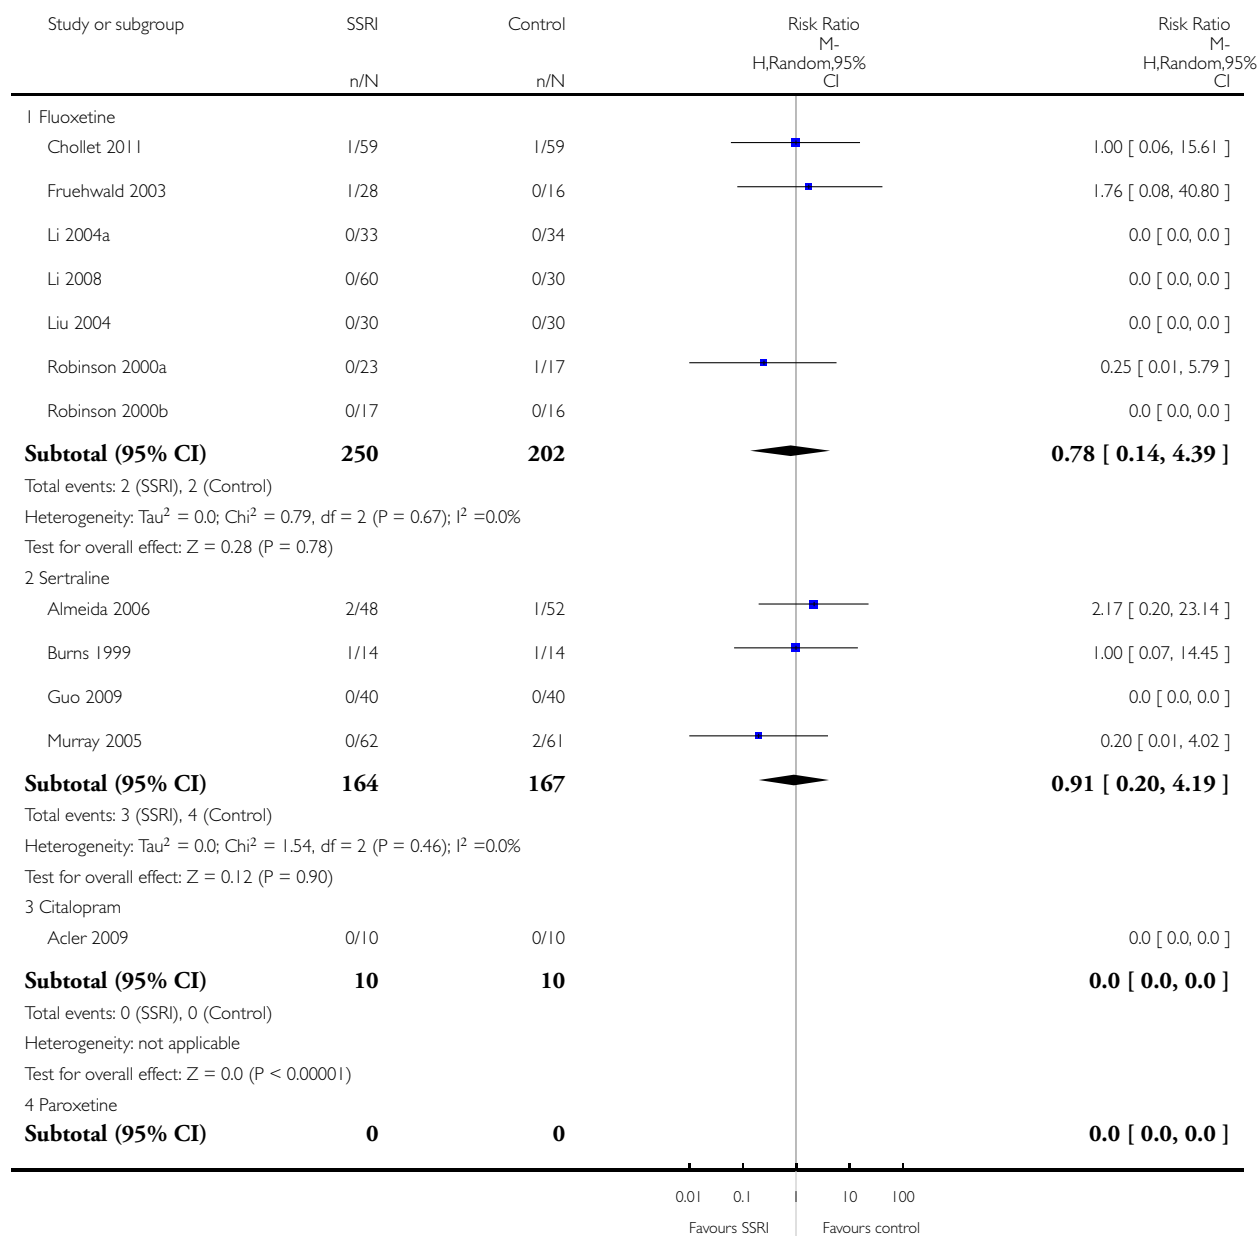 Study or subgroup SSRI Control Risk Ratio Risk Ratio
M- M-
H,Random,95% H,Random,95%
n/N n/N CI CI
1 Fluoxetine
Chollet 2011 1/59 1/59 1.00 [ 0.06, 15.61 ]
Fruehwald 2003 1/28 0/16 1.76 [ 0.08, 40.80 ]
Li 2004a 0/33 0/34 0.0 [ 0.0, 0.0 ]
Li 2008 0/60 0/30 0.0 [ 0.0, 0.0 ]
Liu 2004 0/30 0/30 0.0 [ 0.0, 0.0 ]
Robinson 2000a 0/23 1/17 0.25 [ 0.01, 5.79 ]
Robinson 2000b 0/17 0/16 0.0 [ 0.0, 0.0 ]
Subtotal (95% CI) 250 202 0.78 [ 0.14, 4.39 ]
Total events: 2 (SSRI), 2 (Control)
Heterogeneity: Tau² = 0.0; Chi² = 0.79, df = 2 (P = 0.67); I² =0.0%
Test for overall effect: Z = 0.28 (P = 0.78)
2 Sertraline
Almeida 2006 2/48 1/52 2.17 [ 0.20, 23.14 ]
Burns 1999 1/14 1/14 1.00 [ 0.07, 14.45 ]
Guo 2009 0/40 0/40 0.0 [ 0.0, 0.0 ]
Murray 2005 0/62 2/61 0.20 [ 0.01, 4.02 ]
Subtotal (95% CI) 164 167 0.91 [ 0.20, 4.19 ]
Total events: 3 (SSRI), 4 (Control)
Heterogeneity: Tau² = 0.0; Chi² = 1.54, df = 2 (P = 0.46); I² =0.0%
Test for overall effect: Z = 0.12 (P = 0.90)
3 Citalopram
Acler 2009 0/10 0/10 0.0 [ 0.0, 0.0 ]
Subtotal (95% CI) 10 10 0.0 [ 0.0, 0.0 ]
Total events: 0 (SSRI), 0 (Control)
Heterogeneity: not applicable
Test for overall effect: Z = 0.0 (P < 0.00001)
4 Paroxetine
Subtotal (95% CI) 0 0 0.0 [ 0.0, 0.0 ]
0.01 0.1 1 10 100
Favours SSRI Favours control